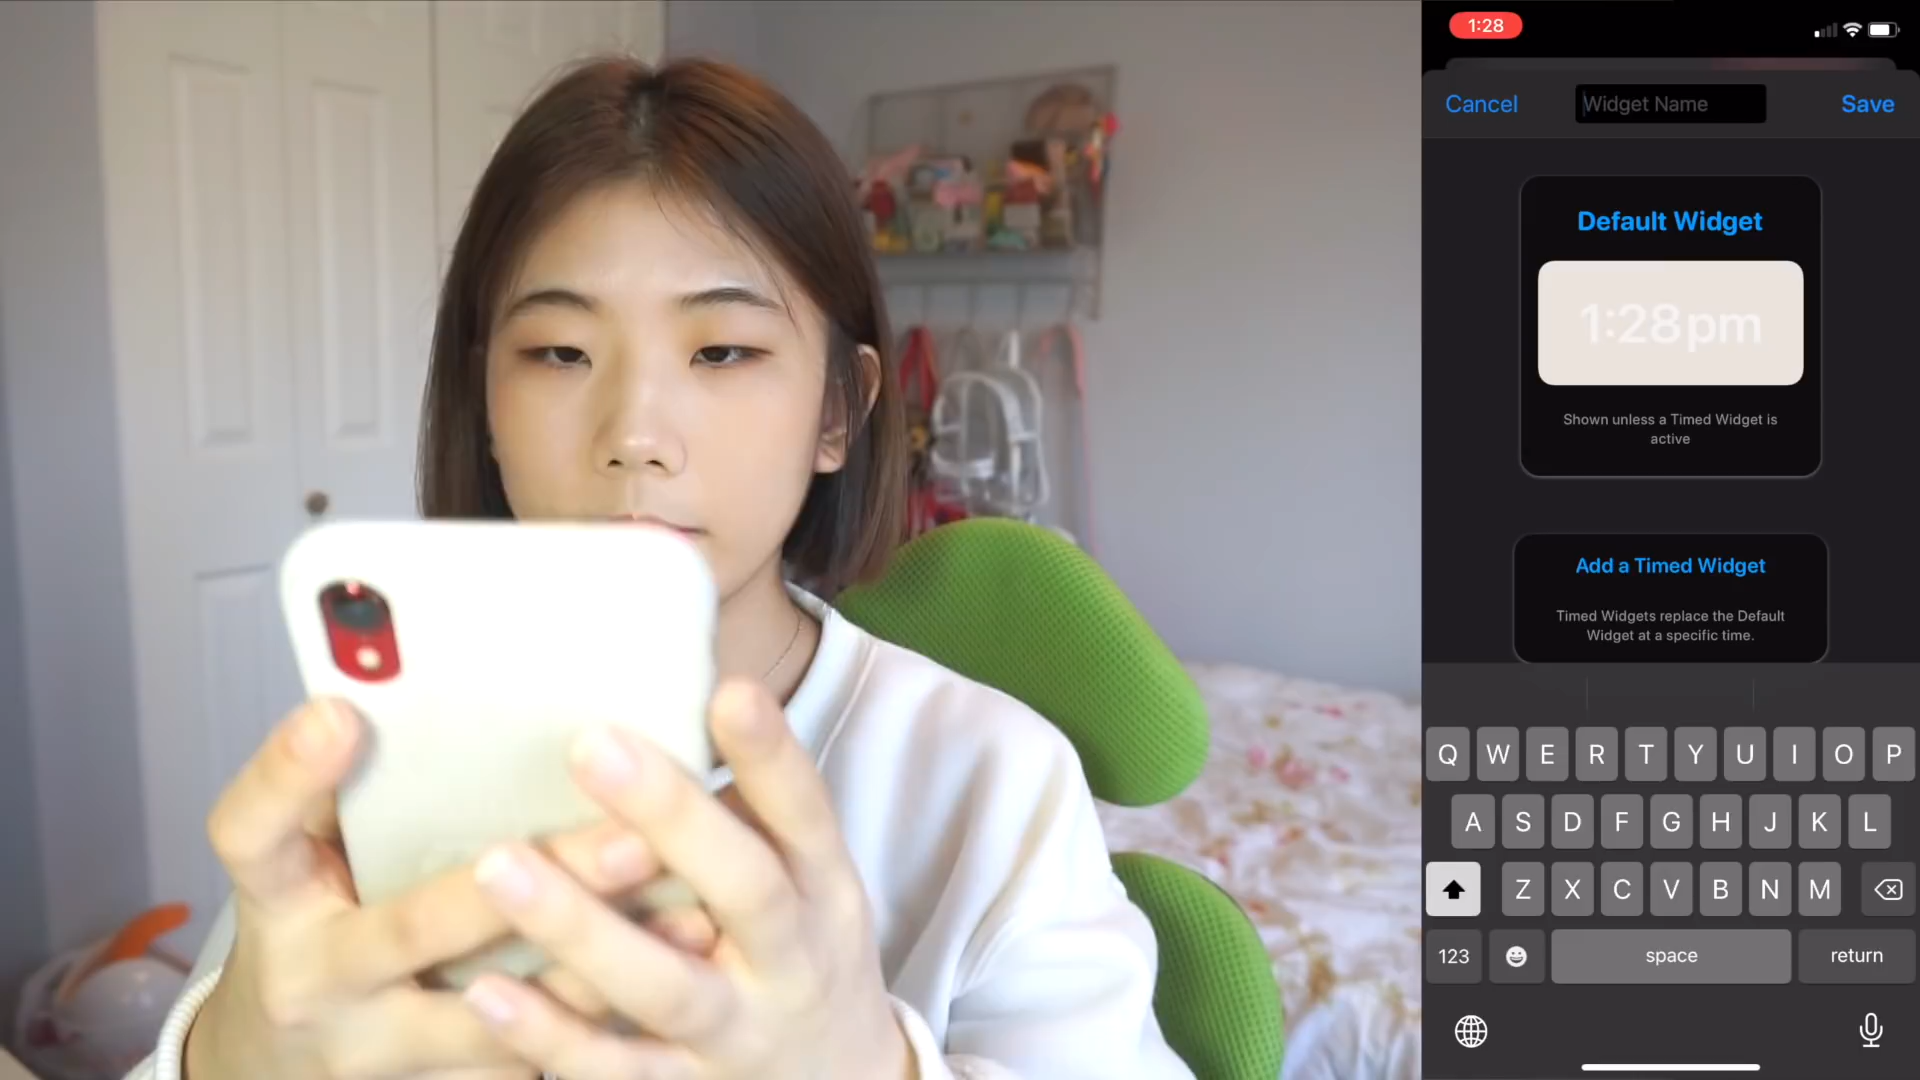 1:28
Cancel
Widget Name
Save
Default Widget
1:28pm
Shown unless a Timed Widget is
active
Add a Timed Widget
Timed Widgets replace the Default
Widget at a specific time.
Q W E R T Y U I O P
A S D F G H J K L
Z X C V B N M
123
space
return